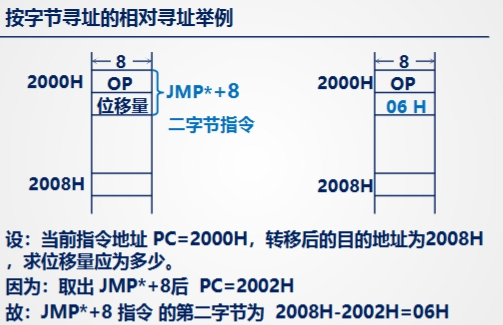 按字节寻址的相对寻址举例
8
2000H
OP
位移量
JMP*+8
二字节指令
2008H
8
2000H
OP
06 H
2008H
设：当前指令地址 PC=2000H，转移后的目的地址为2008H
，求位移量应为多少。
因为：取出 JMP*+8后 PC=2002H
故：JMP*+8 指令 的第二字节为 2008H-2002H=06H